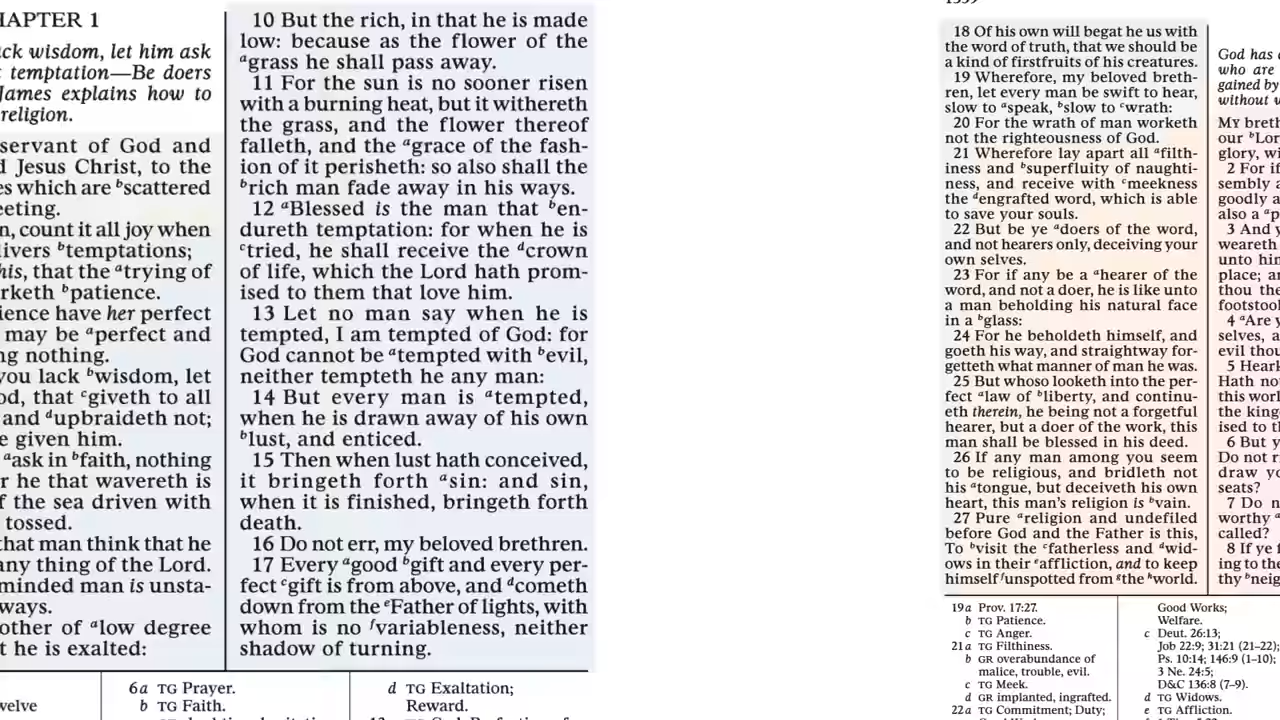 HAPTER 1
ck wisdom, let him ask
temptation—Be doers
James explains how to
religion.
servant of God and
d Jesus Christ, to the
es which are ᵇscattered
eeting.
n, count it all joy when
livers ᵇtemptations;
his, that the ᵃtrying of
rketh ᵇpatience.
ience have her perfect
may be ᵃperfect and
ng nothing.
you lack ᵇwisdom, let
od, that ᶜgiveth to all
and ᵈupbraideth not;
e given him.
ᵃask in ᵇfaith, nothing
r he that wavereth is
f the sea driven with
tossed.
that man think that he
any thing of the Lord.
minded man is unsta-
ways.
other of ᵃlow degree
t he is exalted:
10 But the rich, in that he is made
low: because as the flower of the
ᵃgrass he shall pass away.
11 For the sun is no sooner risen
with a burning heat, but it withereth
the grass, and the flower thereof
falleth, and the ᵃgrace of the fash-
ion of it perisheth: so also shall the
ᵇrich man fade away in his ways.
12 ᵃBlessed is the man that ᵇen-
dureth temptation: for when he is
ᶜtried, he shall receive the ᵈcrown
of life, which the Lord hath prom-
ised to them that love him.
13 Let no man say when he is
tempted, I am tempted of God: for
God cannot be ᵃtempted with ᵇevil,
neither tempteth he any man:
14 But every man is ᵃtempted,
when he is drawn away of his own
ᵇlust, and enticed.
15 Then when lust hath conceived,
it bringeth forth ᵃsin: and sin,
when it is finished, bringeth forth
death.
16 Do not err, my beloved brethren.
17 Every ᵃgood ᵇgift and every per-
fect ᶜgift is from above, and ᵈcometh
down from the ᵉFather of lights, with
whom is no ᶠvariableness, neither
shadow of turning.
welve
6a TG Prayer.
b TG Faith.
d TG Exaltation;
Reward.
18 Of his own will begat he us with
the word of truth, that we should be
a kind of firstfruits of his creatures.
19 Wherefore, my beloved breth-
ren, let every man be swift to hear,
slow to ᵃspeak, ᵇslow to ᶜwrath:
20 For the wrath of man worketh
not the righteousness of God.
21 Wherefore lay apart all ᵃfilth-
iness and ᵇsuperfluity of naughti-
ness, and receive with ᶜmeekness
the ᵈengrafted word, which is able
to save your souls.
22 But be ye ᵃdoers of the word,
and not hearers only, deceiving your
own selves.
23 For if any be a ᵃhearer of the
word, and not a doer, he is like unto
a man beholding his natural face
in a ᵇglass:
24 For he beholdeth himself, and
goeth his way, and straightway for-
getteth what manner of man he was.
25 But whoso looketh into the per-
fect ᵃlaw of ᵇliberty, and continu-
eth therein, he being not a forgetful
hearer, but a doer of the work, this
man shall be blessed in his deed.
26 If any man among you seem
to be religious, and bridleth not
his ᵃtongue, but deceiveth his own
heart, this man's religion is ᵇvain.
27 Pure ᵃreligion and undefiled
before God and the Father is this,
To ᵇvisit the ᶜfatherless and ᵈwid-
ows in their ᵉaffliction, and to keep
himself ᶠunspotted from ᵍthe ʰworld.
God has
who are
gained by
without
My breth
our ᵇLor
glory, wi
2 For if
sembly a
goodly a
also a ᵃp
3 And y
weareth
unto him
place; an
thou the
footstool
4 ᵃAre y
selves, a
evil thou
5 Heark
Hath no
this worl
the king
ised to th
6 But y
Do not r
draw yo
seats?
7 Do n
worthy
called?
8 If ye f
ing to the
thy ᵇneig
19a Prov. 17:27.
b TG Patience.
c TG Anger.
21a TG Filthiness.
b GR overabundance of
malice, trouble, evil.
c TG Meek.
d GR implanted, ingrafted.
22a TG Commitment; Duty;
Good Works;
Welfare.
c Deut. 26:13;
Job 22:9; 31:21 (21–22);
Ps. 10:14; 146:9 (1–10);
3 Ne. 24:5;
D&C 136:8 (7–9).
d TG Widows.
e TG Affliction.